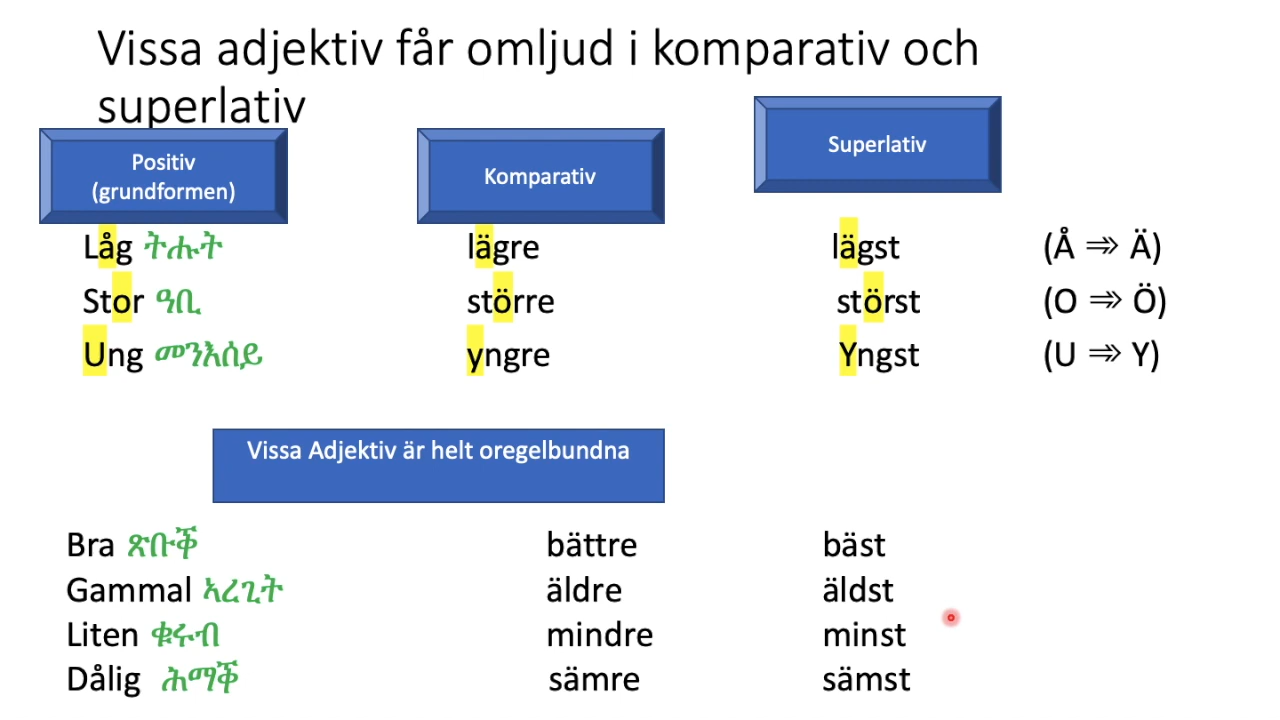 Vissa adjektiv får omljud i komparativ och
superlativ
Positiv
(grundformen)
Komparativ
Superlativ
Låg ትሑት lägre lägst (Å ⇒ Ä)
Stor ዓቢ större störst (O ⇒ Ö)
Ung መንእሰይ yngre Yngst (U ⇒ Y)
Vissa Adjektiv är helt oregelbundna
Bra ጽቡቕ bättre bäst
Gammal ኣረጊት äldre äldst
Liten ቁሩብ mindre minst
Dålig ሕማቕ sämre sämst